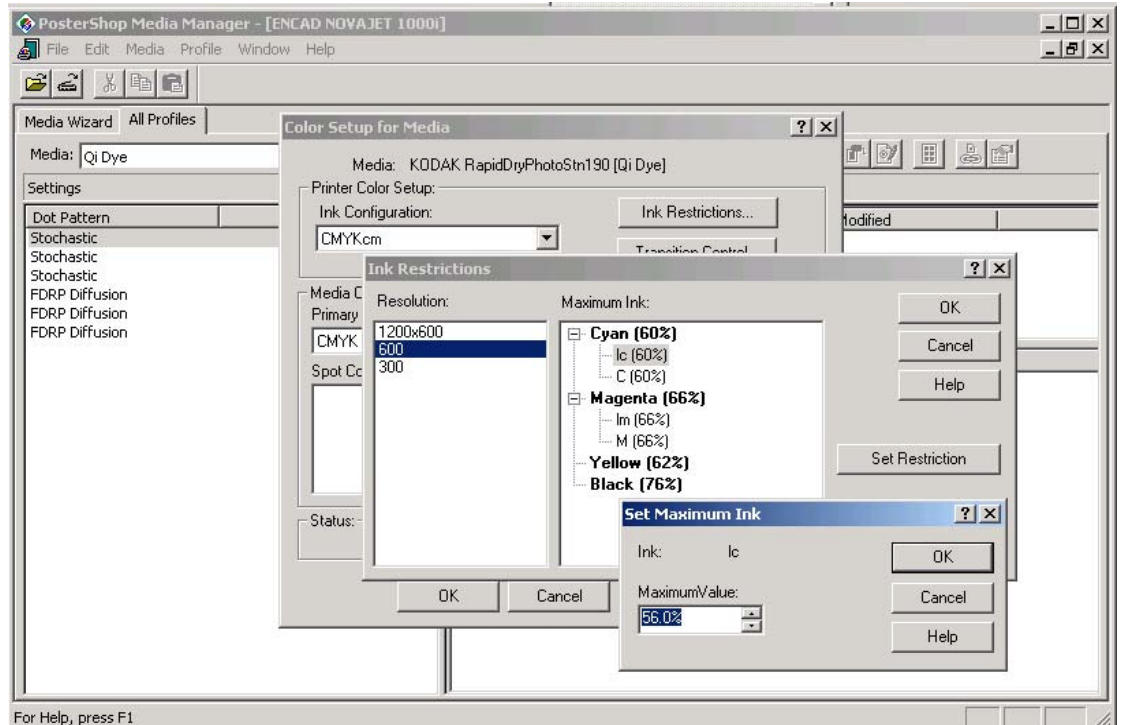 PosterShop Media Manager - [ENCAD NOVAJET 1000i]
File Edit Media Profile Window Help
Media Wizard All Profiles
Media: Qi Dye
Settings
Dot Pattern
Stochastic
Stochastic
Stochastic
FDRP Diffusion
FDRP Diffusion
FDRP Diffusion
Modified
Color Setup for Media
Media: KODAK RapidDryPhotoStn190 [Qi Dye]
Printer Color Setup:
Ink Configuration:
CMYKcm
Ink Restrictions...
Transition Control
Media C
Primary
CMYK
Spot Co
Status:
OK Cancel
Ink Restrictions
Resolution:
1200x600
600
300
Maximum Ink:
Cyan (60%)
lc (60%)
C (60%)
Magenta (66%)
lm (66%)
M (66%)
Yellow (62%)
Black (76%)
OK
Cancel
Help
Set Restriction
Set Maximum Ink
Ink: lc
MaximumValue:
56.0%
OK
Cancel
Help
For Help, press F1